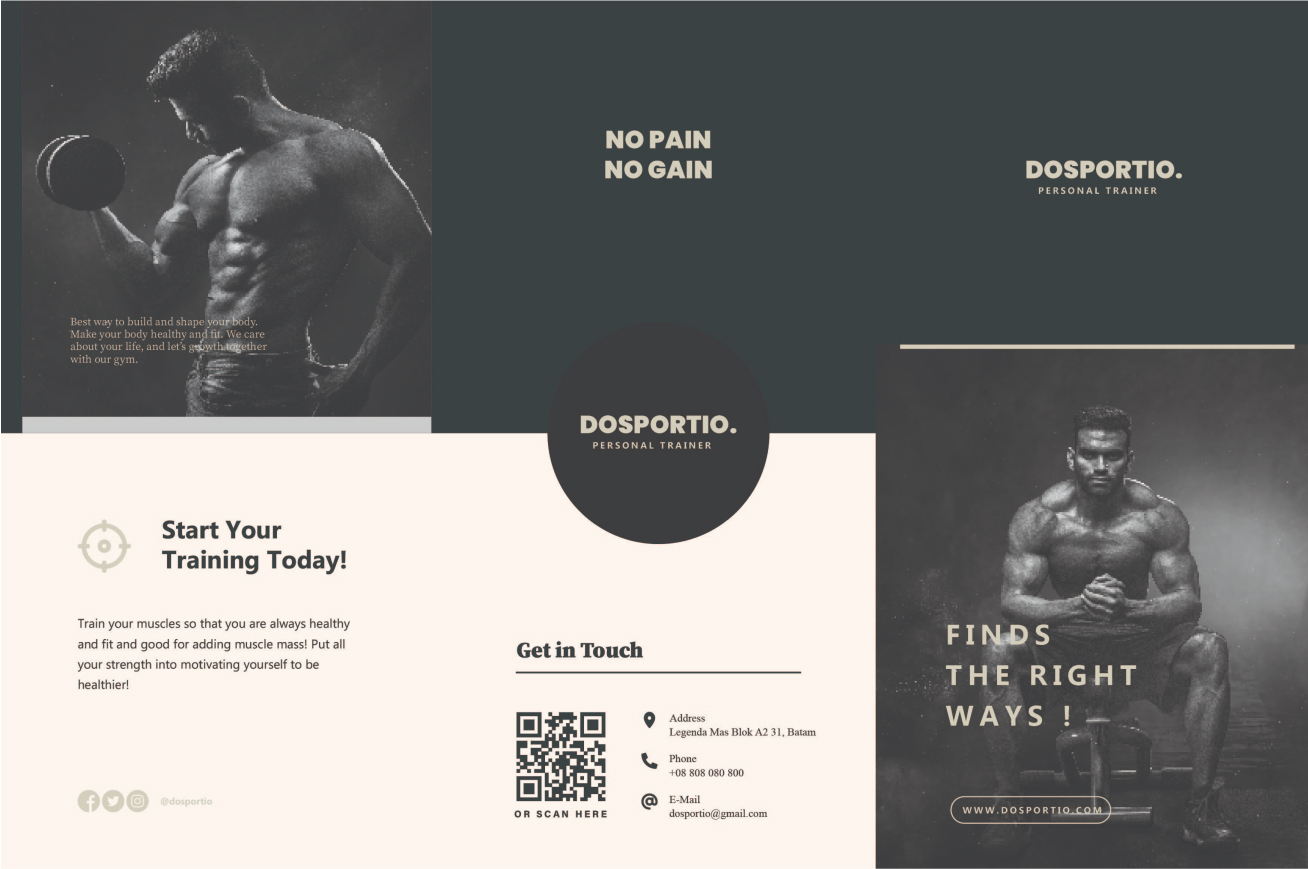 Best way to build and shape your body.
Make your body healthy and fit. We care
about your life, and let's growth together
with our gym.
Start Your
Training Today!
Train your muscles so that you are always healthy
and fit and good for adding muscle mass! Put all
your strength into motivating yourself to be
healthier!
@dosportio
NO PAIN
NO GAIN
DOSPORTIO.
PERSONAL TRAINER
Get in Touch
OR SCAN HERE
Address
Legenda Mas Blok A2 31, Batam
Phone
+08 808 080 800
E-Mail
dosportio@gmail.com
DOSPORTIO.
PERSONAL TRAINER
FINDS
THE RIGHT
WAYS !
WWW.DOSPORTIO.COM